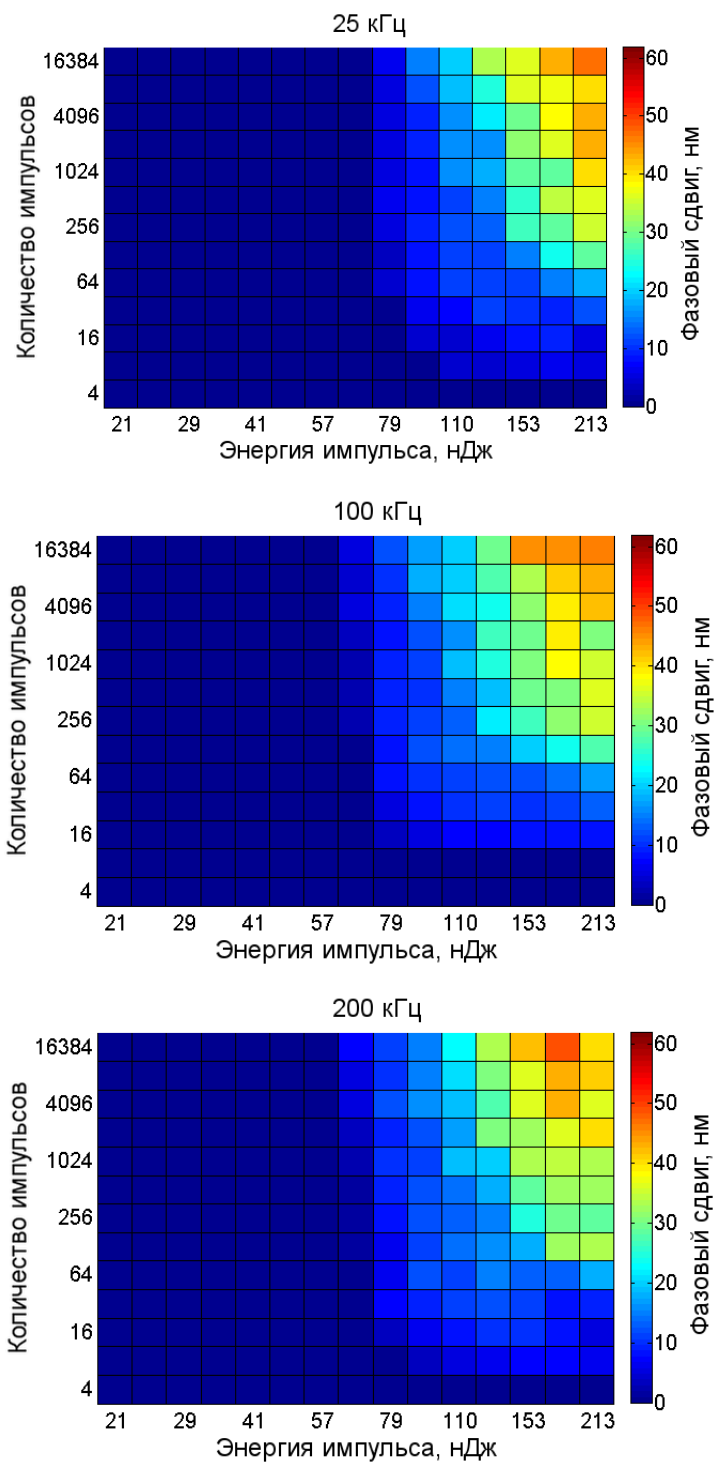 25 кГц
Количество импульсов
16384
4096
1024
256
64
16
4
21 29 41 57 79 110 153 213
Энергия импульса, нДж
60
50
40
30
20
10
0
Фазовый сдвиг, нм
100 кГц
Количество импульсов
16384
4096
1024
256
64
16
4
21 29 41 57 79 110 153 213
Энергия импульса, нДж
60
50
40
30
20
10
0
Фазовый сдвиг, нм
200 кГц
Количество импульсов
16384
4096
1024
256
64
16
4
21 29 41 57 79 110 153 213
Энергия импульса, нДж
60
50
40
30
20
10
0
Фазовый сдвиг, нм